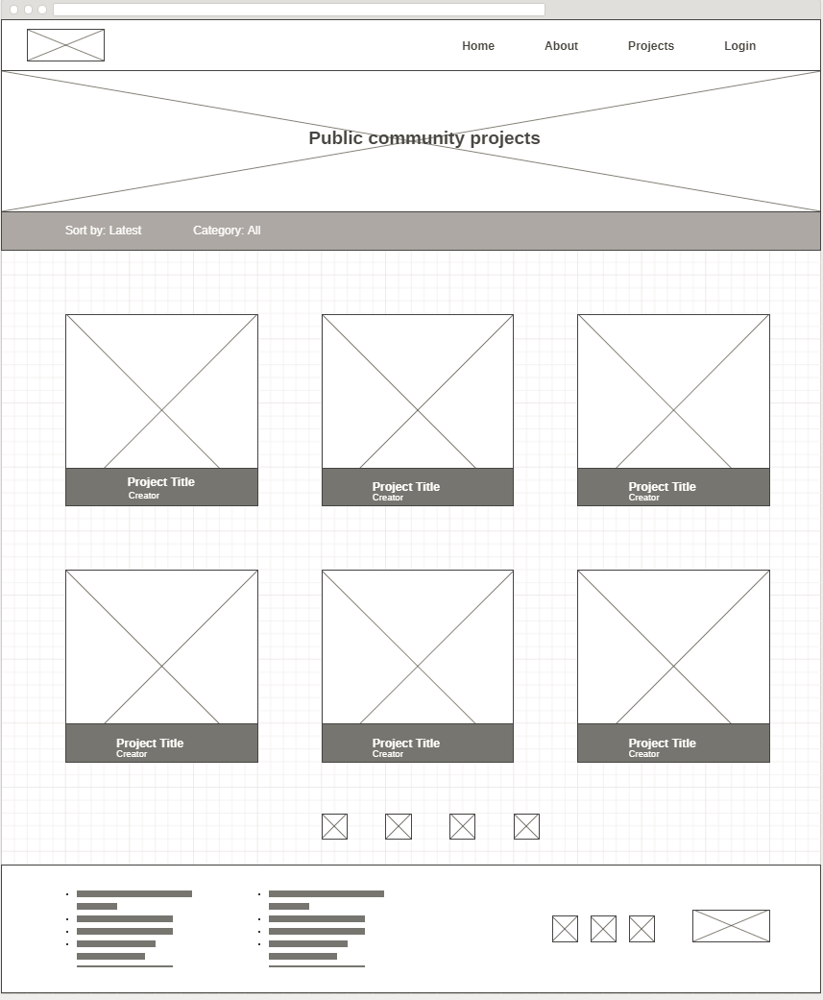 Home About Projects Login
Public community projects
Sort by: Latest Category: All
Project Title Project Title Project Title
Creator Creator Creator
Project Title Project Title Project Title
Creator Creator Creator